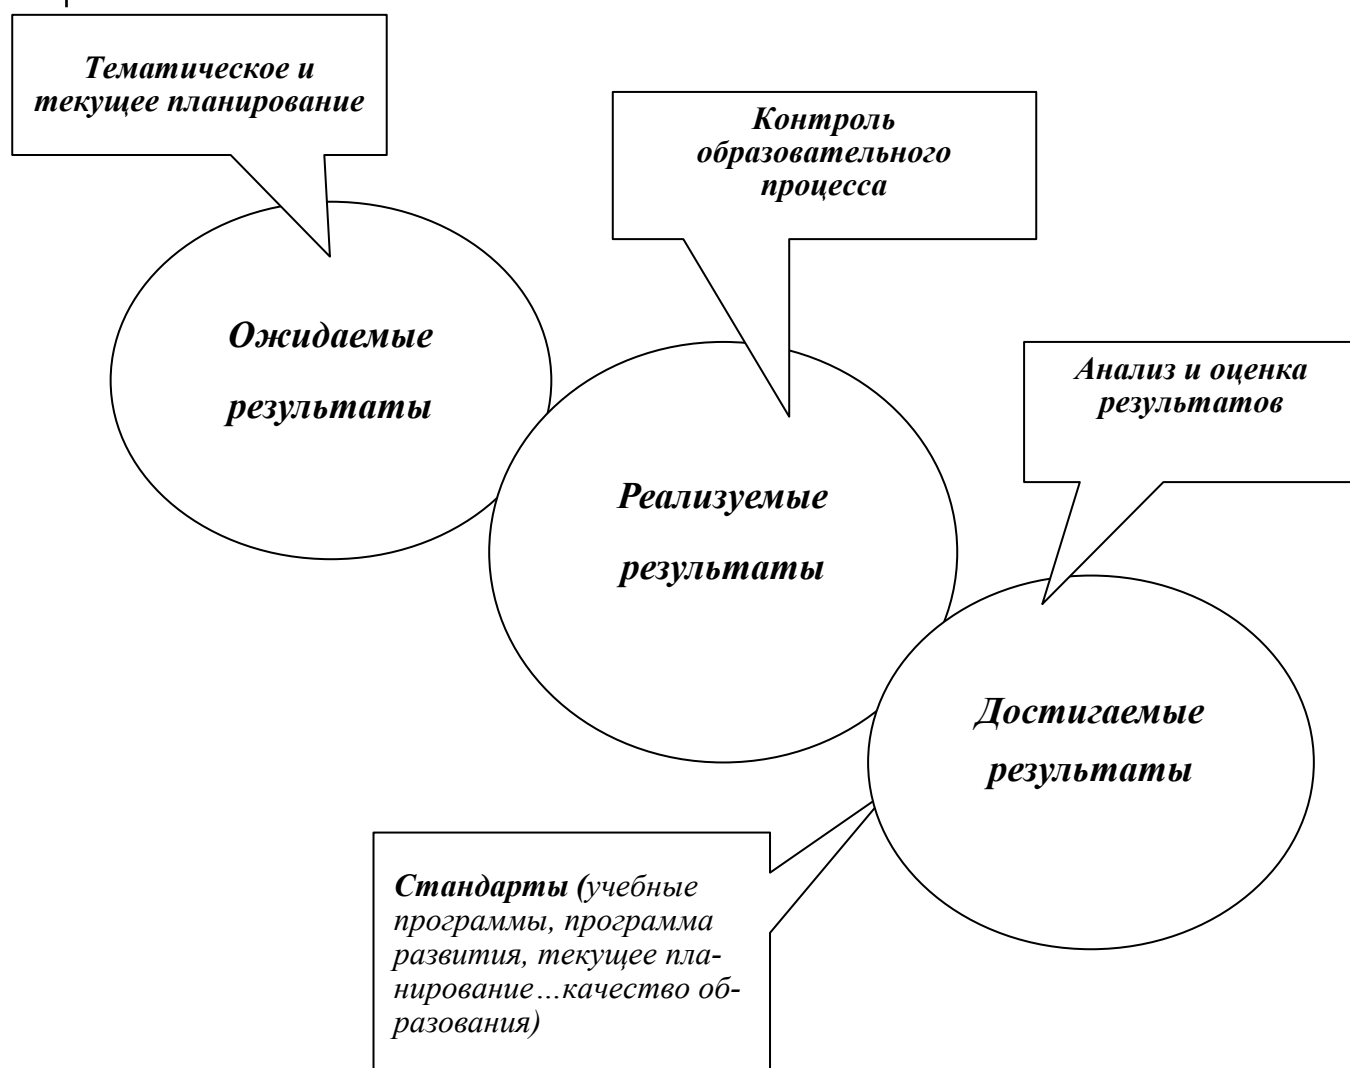 Тематическое и
текущее планирование
Контроль
образовательного
процесса
Ожидаемые
результаты
Анализ и оценка
результатов
Реализуемые
результаты
Достигаемые
результаты
Стандарты (учебные
программы, программа
развития, текущее пла-
нирование…качество об-
разования)